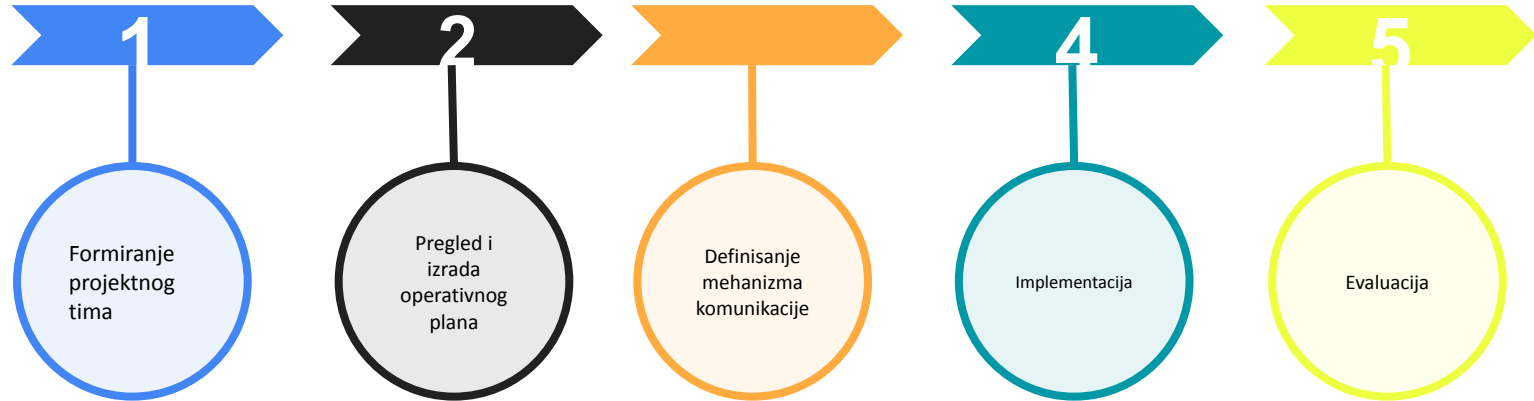 1
2
4
5
Formiranje
projektnog
tima
Pregled i
izrada
operativnog
plana
Definisanje
mehanizma
komunikacije
Implementacija
Evaluacija